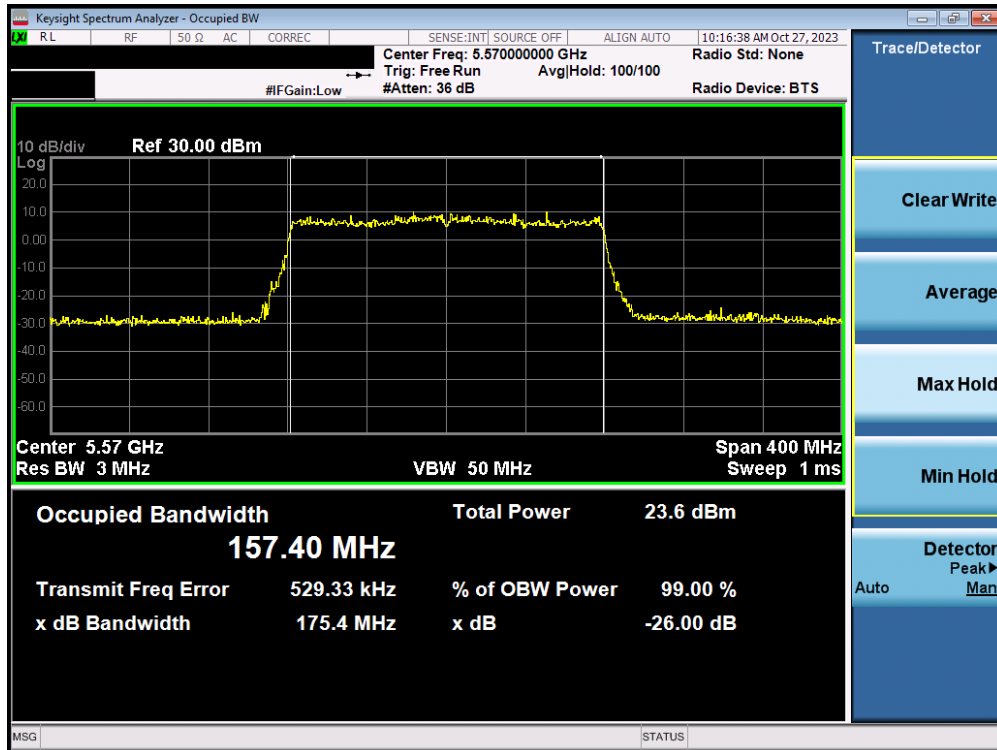 Keysight Spectrum Analyzer - Occupied BW
LXI RL RF 50 Ω AC CORREC SENSE:INT SOURCE OFF ALIGN AUTO 10:16:38 AM Oct 27, 2023
Center Freq: 5.570000000 GHz Radio Std: None
Trig: Free Run Avg|Hold: 100/100
#IFGain:Low #Atten: 36 dB Radio Device: BTS
Trace/Detector
10 dB/div Ref 30.00 dBm
Log
20.0
10.0
0.00
-10.0
-20.0
-30.0
-40.0
-50.0
-60.0
Center 5.57 GHz Span 400 MHz
Res BW 3 MHz VBW 50 MHz Sweep 1 ms
Occupied Bandwidth Total Power 23.6 dBm
157.40 MHz
Transmit Freq Error 529.33 kHz % of OBW Power 99.00 %
x dB Bandwidth 175.4 MHz x dB -26.00 dB
Clear Write
Average
Max Hold
Min Hold
Detector
Peak▶
Auto Man
MSG STATUS